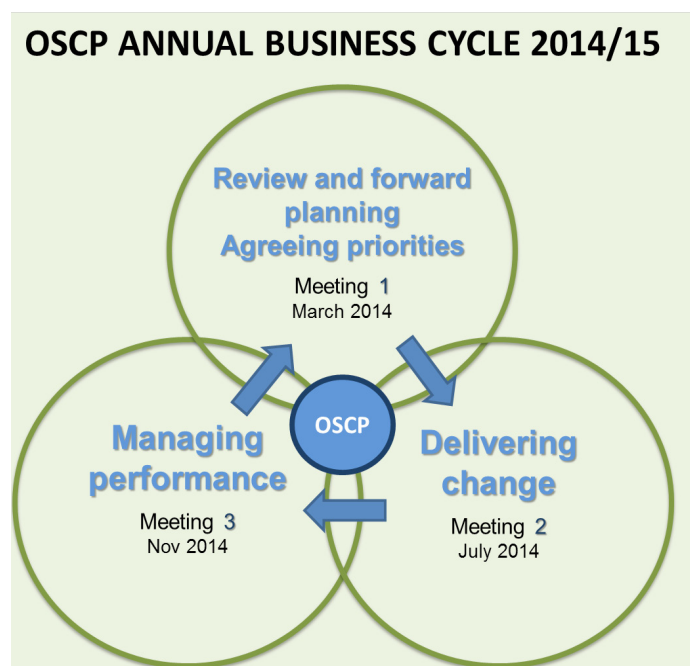 OSCP ANNUAL BUSINESS CYCLE 2014/15
Review and forward
planning
Agreeing priorities
Meeting 1
March 2014
OSCP
Managing
performance
Meeting 3
Nov 2014
Delivering
change
Meeting 2
July 2014